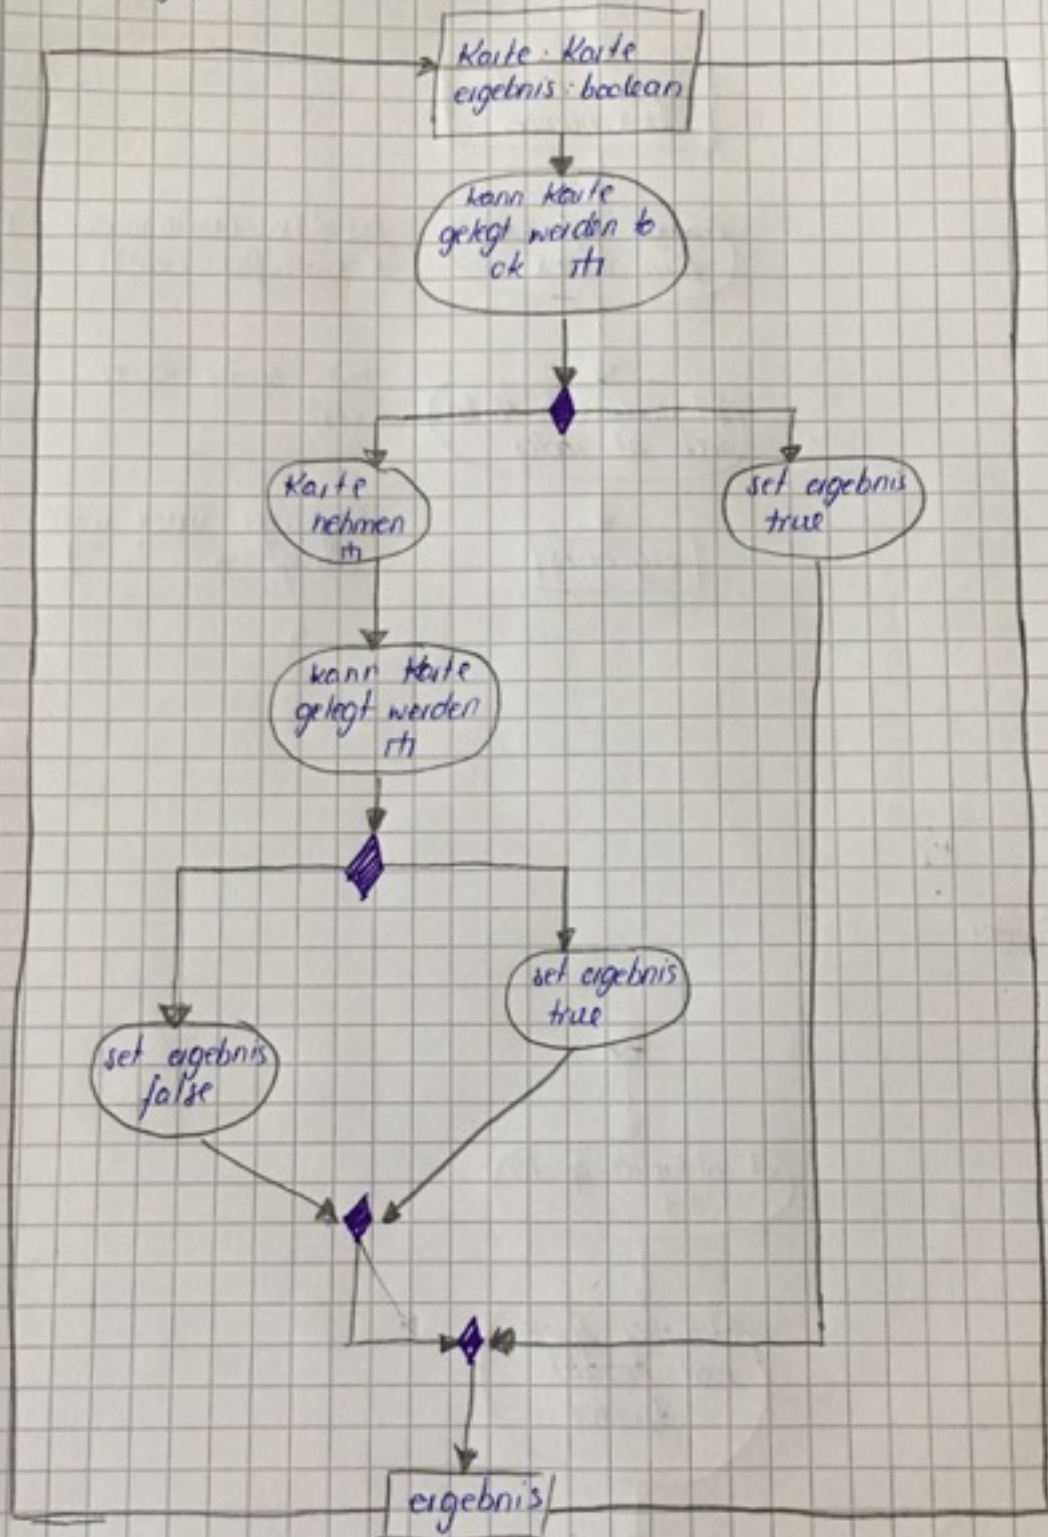 Karte : Karte
ergebnis : boolean
kann Karte
gelegt werden to
ok
Karte
nehmen
set ergebnis
true
kann Karte
gelegt werden
set ergebnis
true
set ergebnis
false
ergebnis